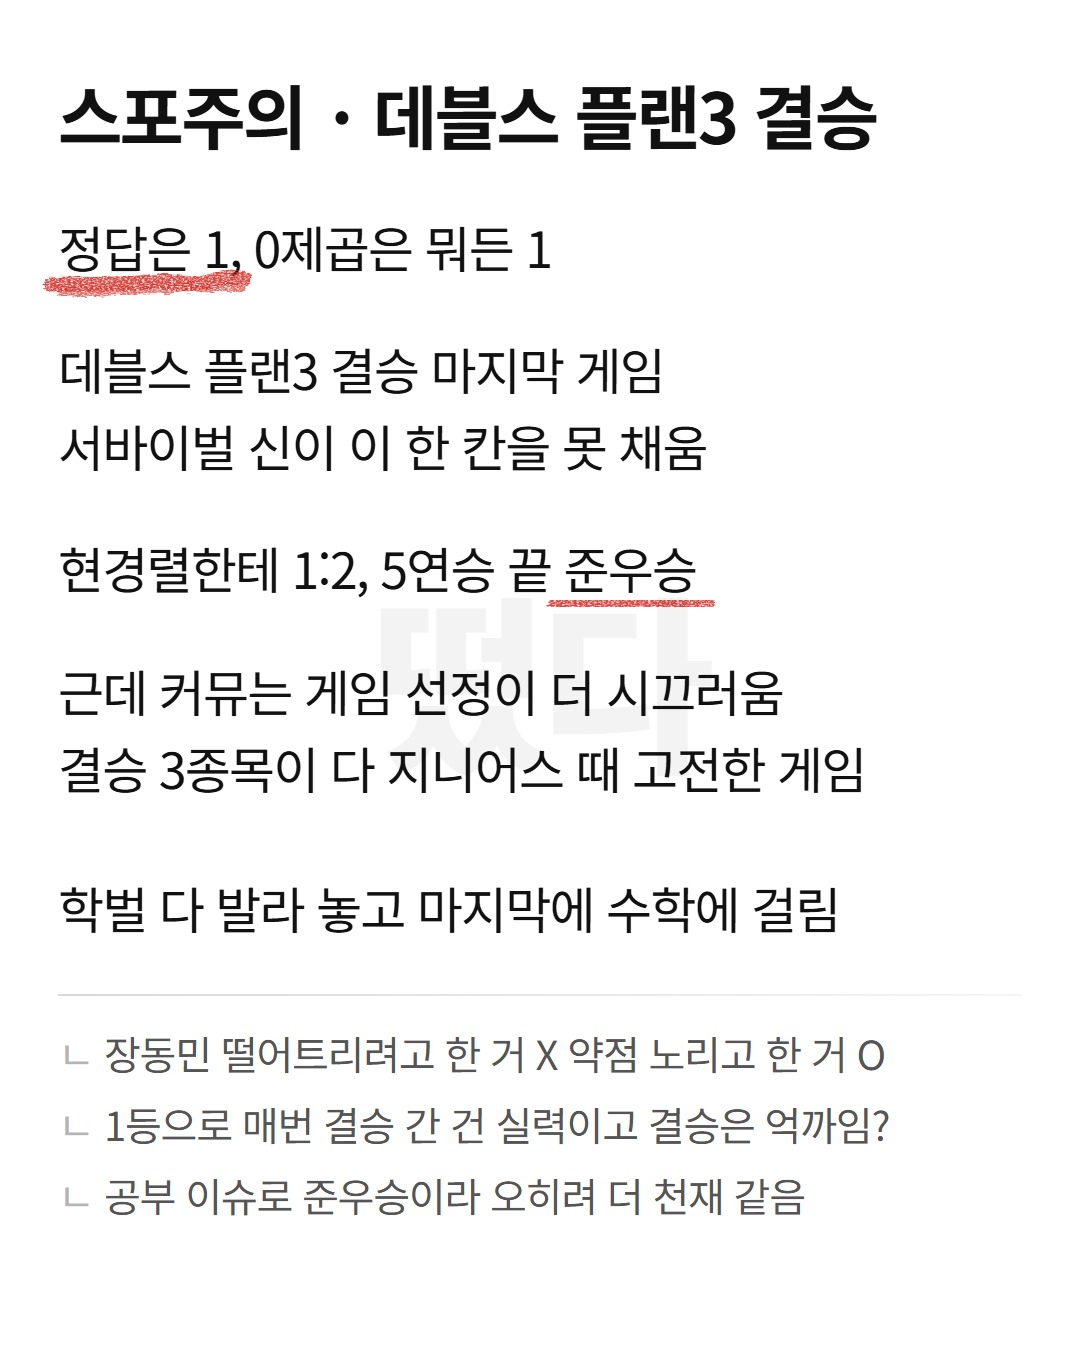 스포주의 · 데블스 플랜3 결승
정답은 1, 0제곱은 뭐든 1
데블스 플랜3 결승 마지막 게임
서바이벌 신이 이 한 칸을 못 채움
현경렬한테 1:2, 5연승 끝 준우승
떴다
근데 커뮤는 게임 선정이 더 시끄러움
결승 3종목이 다 지니어스 때 고전한 게임
학벌 다 발라 놓고 마지막에 수학에 걸림
ㄴ 장동민 떨어트리려고 한 거 X 약점 노리고 한 거 O
ㄴ 1등으로 매번 결승 간 건 실력이고 결승은 억까임?
ㄴ 공부 이슈로 준우승이라 오히려 더 천재 같음